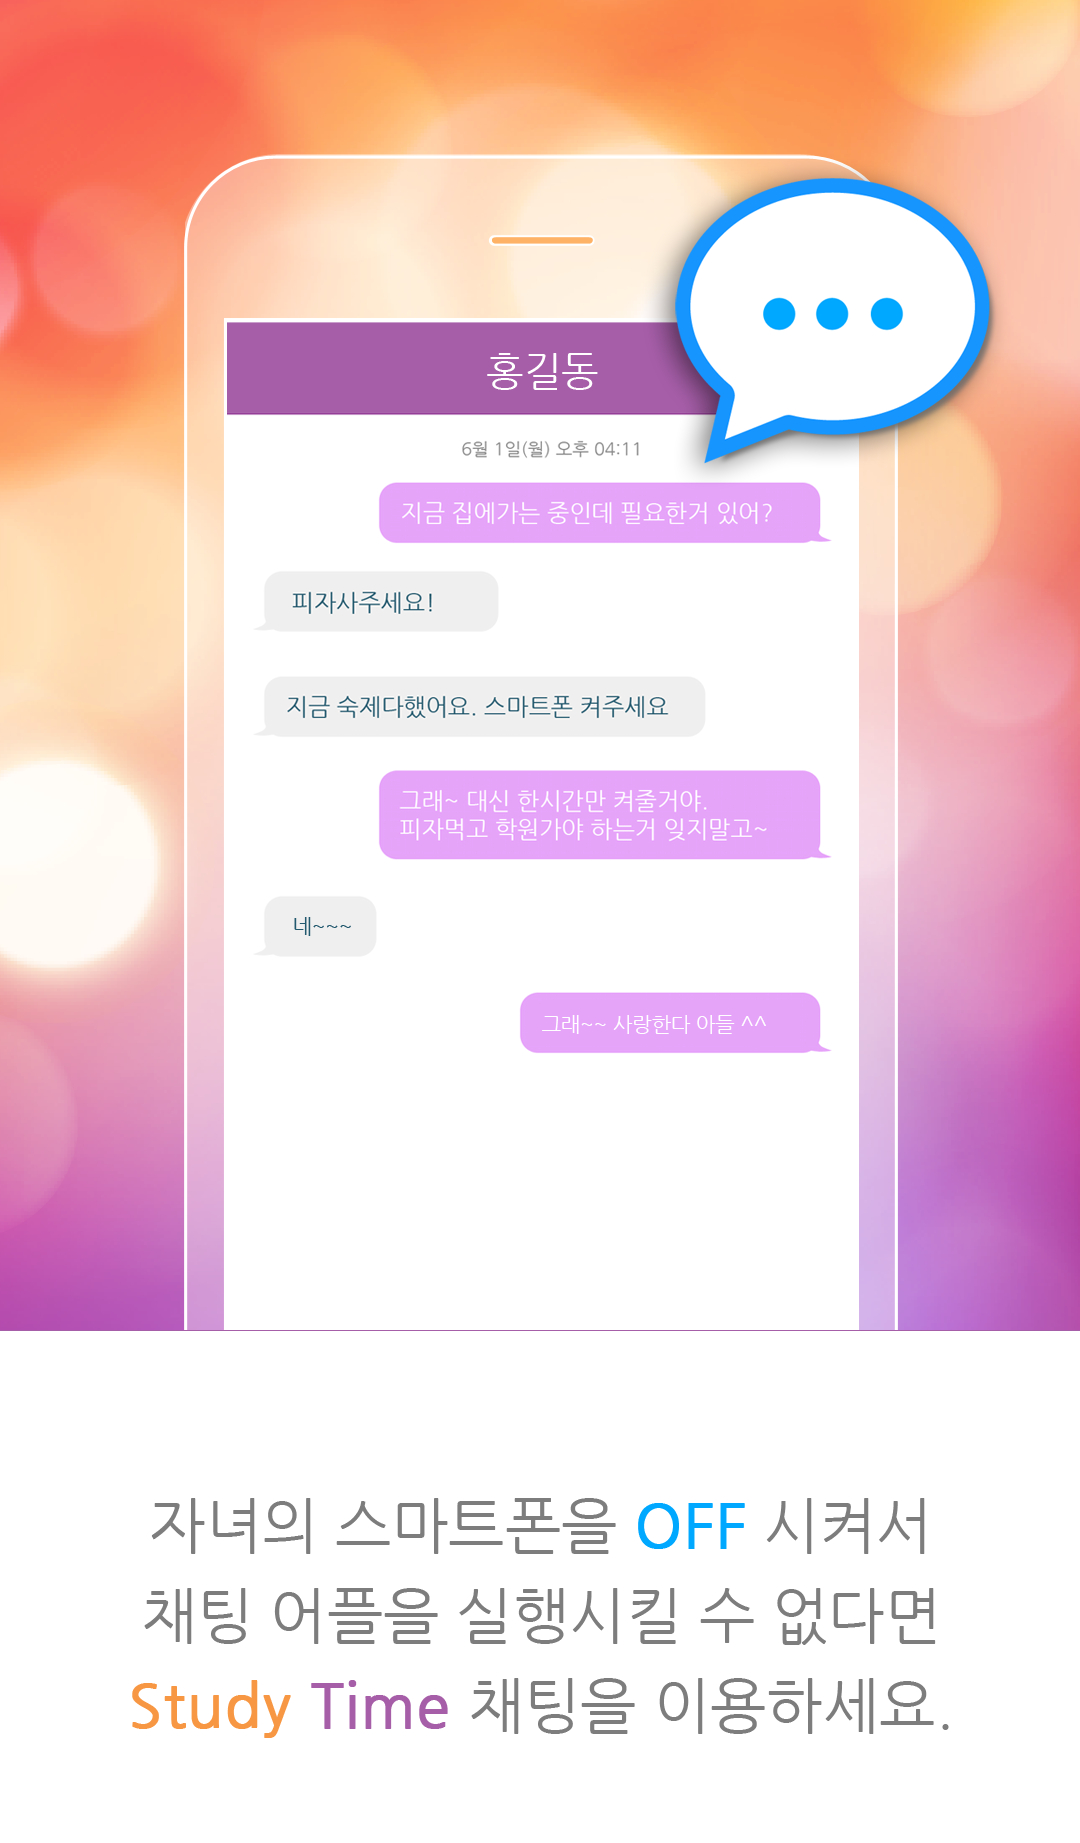 홍길동
6월 1일(월) 오후 04:11
지금 집에가는 중인데 필요한거 있어?
피자사주세요!
지금 숙제다했어요. 스마트폰 켜주세요
그래~ 대신 한시간만 켜줄거야.
피자먹고 학원가야 하는거 잊지말고~
네~~~
그래~~ 사랑한다 아들 ^^
자녀의 스마트폰을 OFF 시켜서
채팅 어플을 실행시킬 수 없다면
Study Time 채팅을 이용하세요.